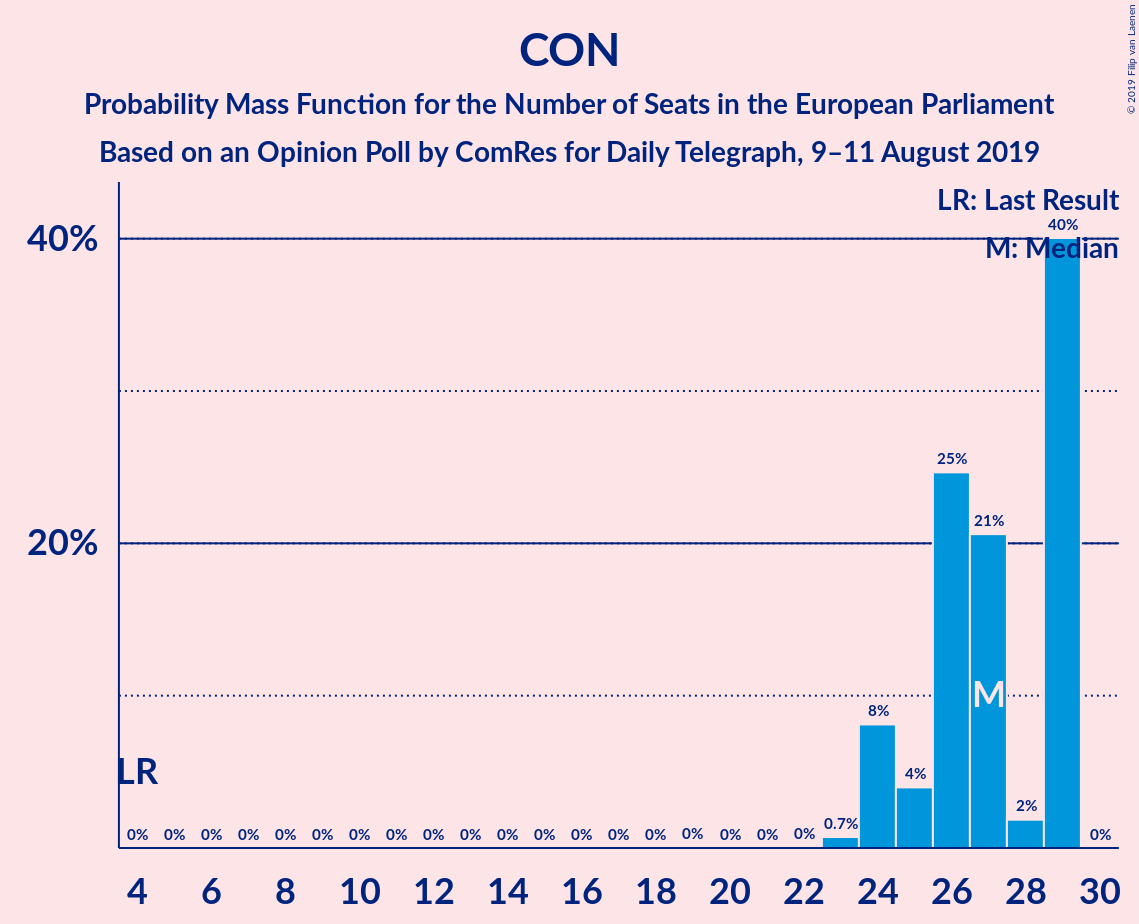 © 2019 Filip van Laenen
CON
Probability Mass Function for the Number of Seats in the European Parliament
Based on an Opinion Poll by ComRes for Daily Telegraph, 9–11 August 2019
LR: Last Result
M: Median
40%
20%
40%
25%
21%
M
8%
4%
2%
0.7%
LR
0% 0% 0% 0% 0% 0% 0% 0% 0% 0% 0% 0% 0% 0% 0% 0% 0% 0% 0% 0%
4 6 8 10 12 14 16 18 20 22 24 26 28 30